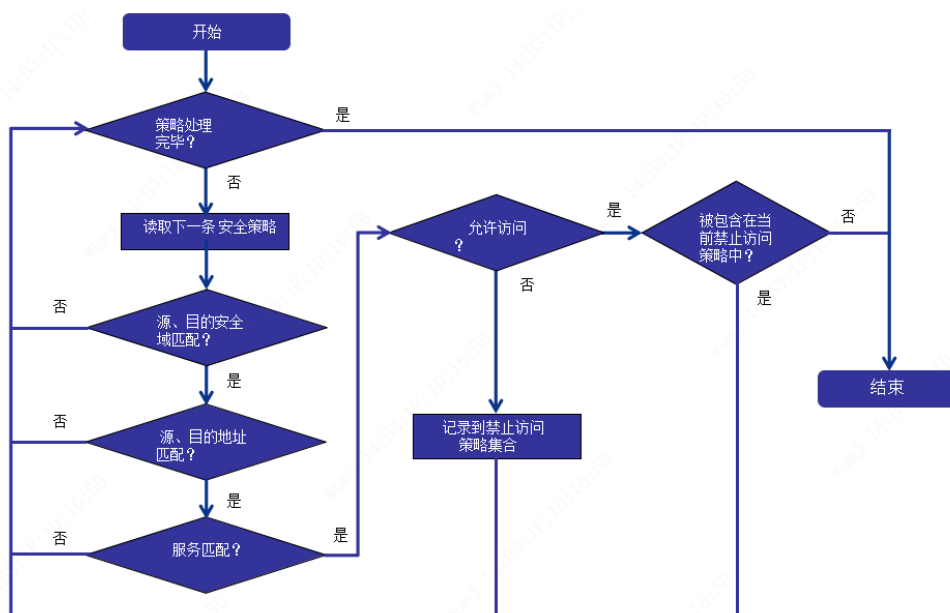 开始
策略处理
完毕？
是
否
读取下一条 安全策略
允许访问
？
是
被包含在当
前禁止访问
策略中？
否
否
是
源、目的安全
域匹配？
否
是
结束
源、目的地址
匹配？
否
记录到禁止访问
策略集合
是
服务匹配？
否
是